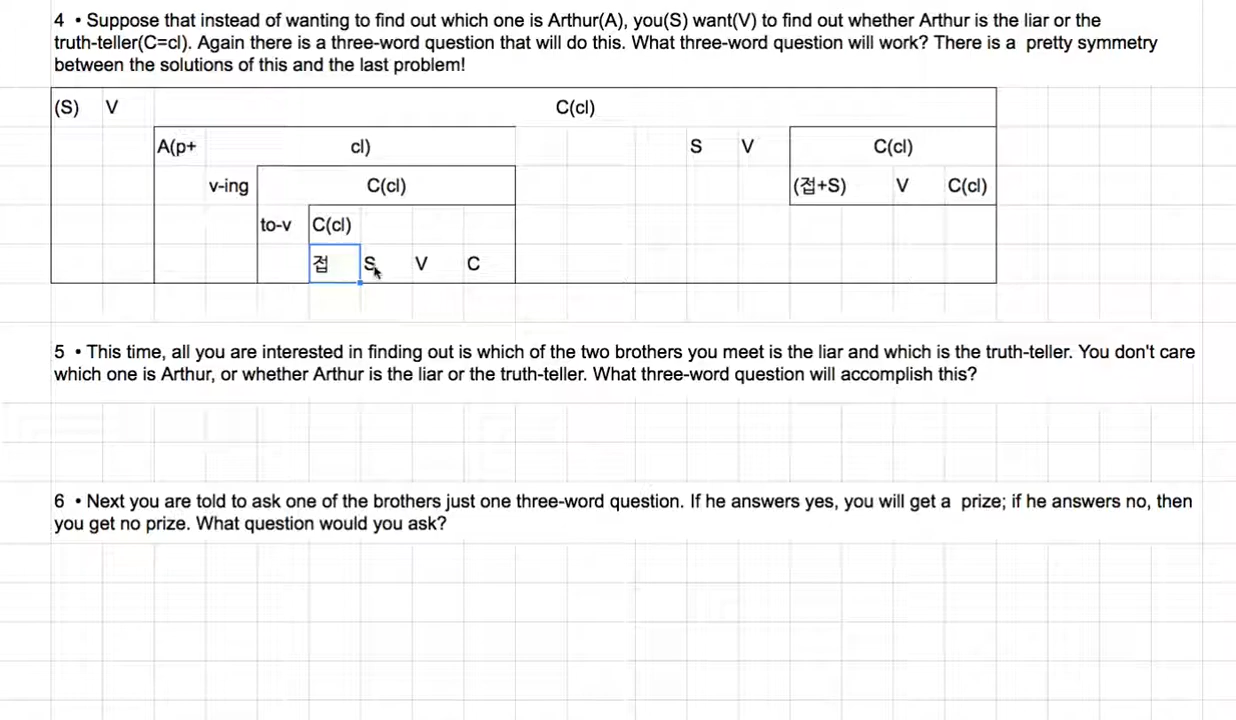 4 • Suppose that instead of wanting to find out which one is Arthur(A), you(S) want(V) to find out whether Arthur is the liar or the
truth-teller(C=cl). Again there is a three-word question that will do this. What three-word question will work? There is a pretty symmetry
between the solutions of this and the last problem!
(S) V C(cl)
A(p+ cl) S V C(cl)
v-ing C(cl) (접+S) V C(cl)
to-v C(cl)
접 S V C
5 • This time, all you are interested in finding out is which of the two brothers you meet is the liar and which is the truth-teller. You don't care
which one is Arthur, or whether Arthur is the liar or the truth-teller. What three-word question will accomplish this?
6 • Next you are told to ask one of the brothers just one three-word question. If he answers yes, you will get a prize; if he answers no, then
you get no prize. What question would you ask?